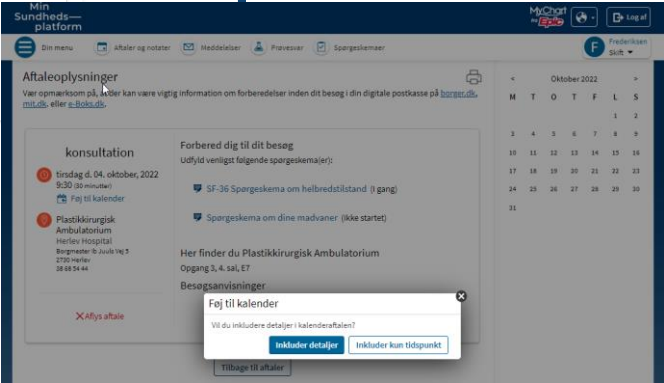 Min
Sundheds—
platform
MyChart
Epic
Log af
Din menu
Aftaler og notater
Meddelelser
Prøvesvar
Spørgeskemaer
F
Frederiksen
Skift
Aftaleoplysninger
Vær opmærksom på, at der kan være vigtig information om forberedelser inden dit besøg i din digitale postkasse på borger.dk,
mit.dk, eller e-Boks.dk.
konsultation
tirsdag d. 04. oktober, 2022
9:30 (30 minutter)
Føj til kalender
Plastikkirurgisk
Ambulatorium
Herlev Hospital
Borgmester Ib Juuls Vej 5
2730 Herlev
38 68 54 44
Aflys aftale
Forbered dig til dit besøg
Udfyld venligst følgende spørgeskema(er):
SF-36 Spørgeskema om helbredstilstand (I gang)
Spørgeskema om dine madvaner (Ikke startet)
Her finder du Plastikkirurgisk Ambulatorium
Opgang 3, 4. sal, E7
Besøgsanvisninger
Føj til kalender
Vil du inkludere detaljer i kalenderaftalen?
Inkluder detaljer
Inkluder kun tidspunkt
Tilbage til aftaler
« Oktober 2022 »
M T O T F L S
1 2
3 4 5 6 7 8 9
10 11 12 13 14 15 16
17 18 19 20 21 22 23
24 25 26 27 28 29 30
31